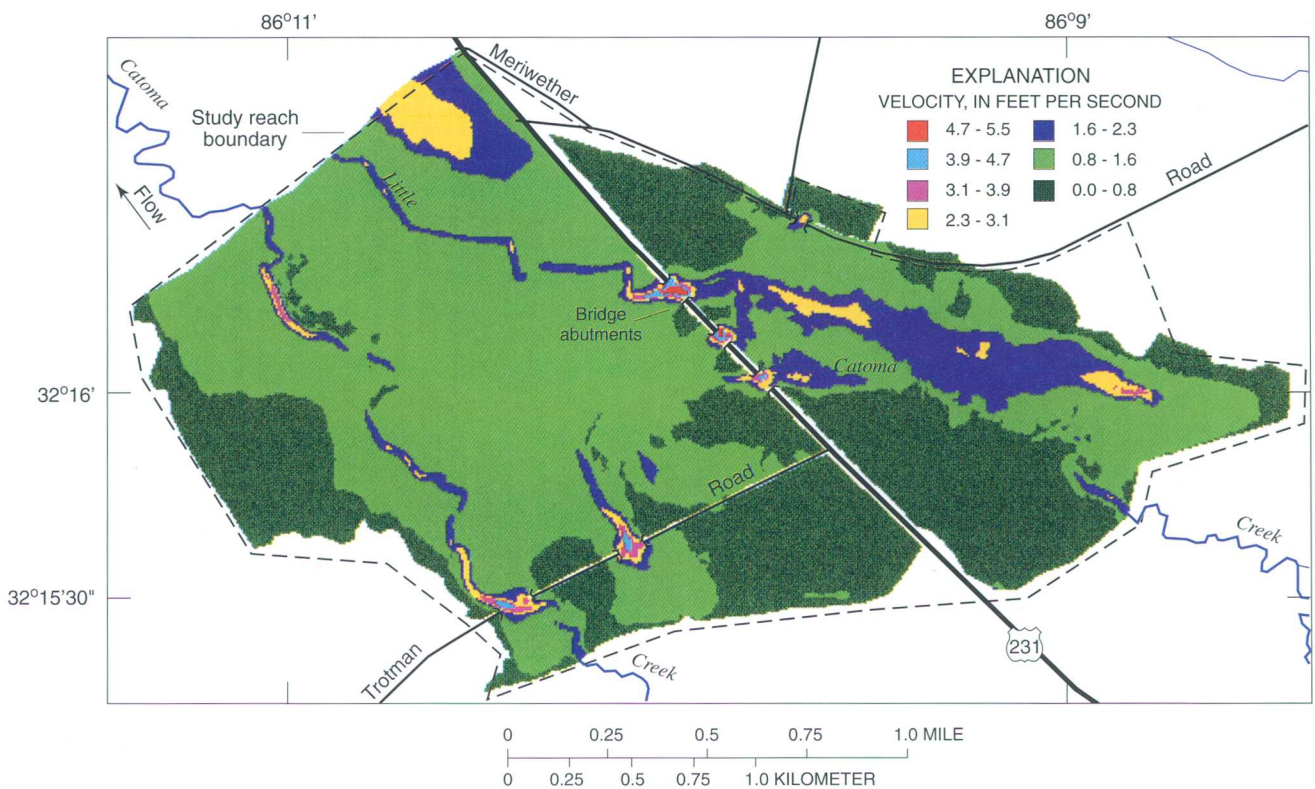 86°11'
86°9'
Catoma
Meriwether
Study reach
boundary
Flow
Little
EXPLANATION
VELOCITY, IN FEET PER SECOND
4.7 - 5.5
1.6 - 2.3
3.9 - 4.7
0.8 - 1.6
3.1 - 3.9
0.0 - 0.8
2.3 - 3.1
Road
Bridge
abutments
Catoma
32°16'
Road
Creek
32°15'30"
231
Trotman
Creek
0 0.25 0.5 0.75 1.0 MILE
0 0.25 0.5 0.75 1.0 KILOMETER